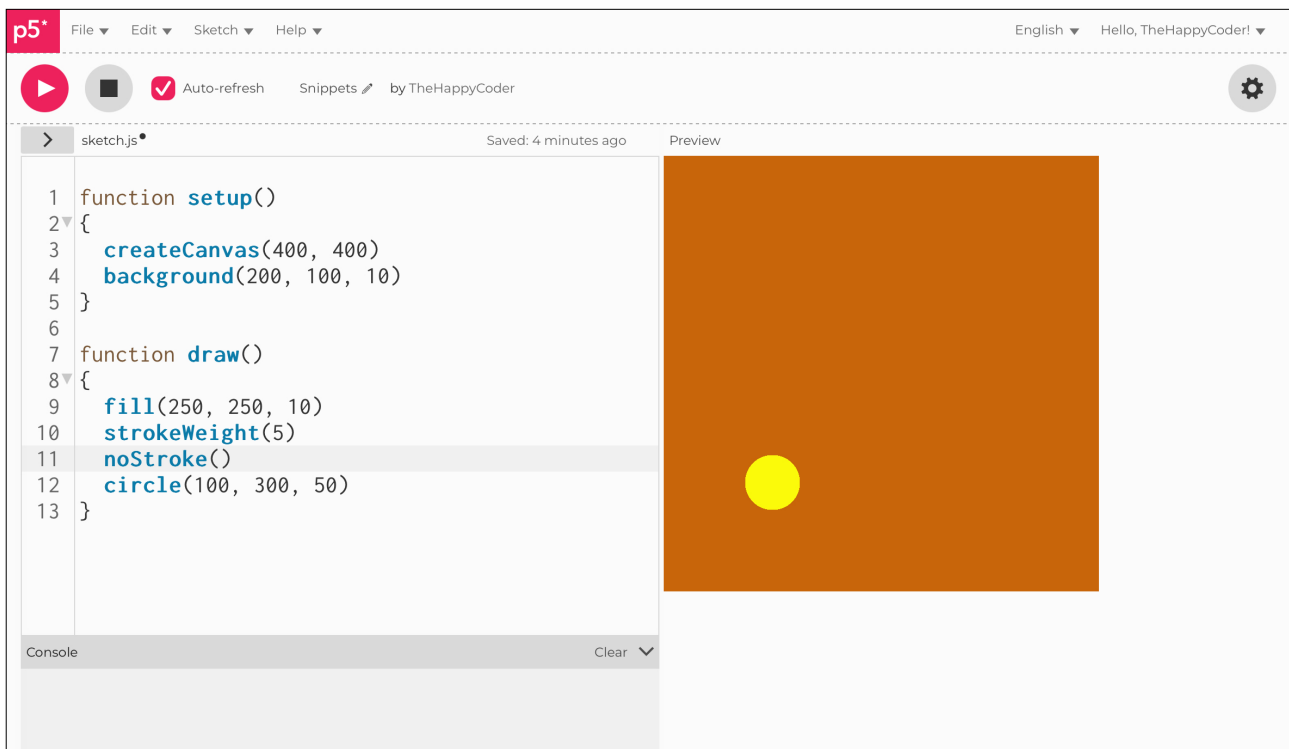 p5* File Edit Sketch Help English Hello, TheHappyCoder!
Auto-refresh Snippets by TheHappyCoder
sketch.js Saved: 4 minutes ago Preview
1 function setup()
2 {
3 createCanvas(400, 400)
4 background(200, 100, 10)
5 }
6
7 function draw()
8 {
9 fill(250, 250, 10)
10 strokeWeight(5)
11 noStroke()
12 circle(100, 300, 50)
13 }
Console Clear